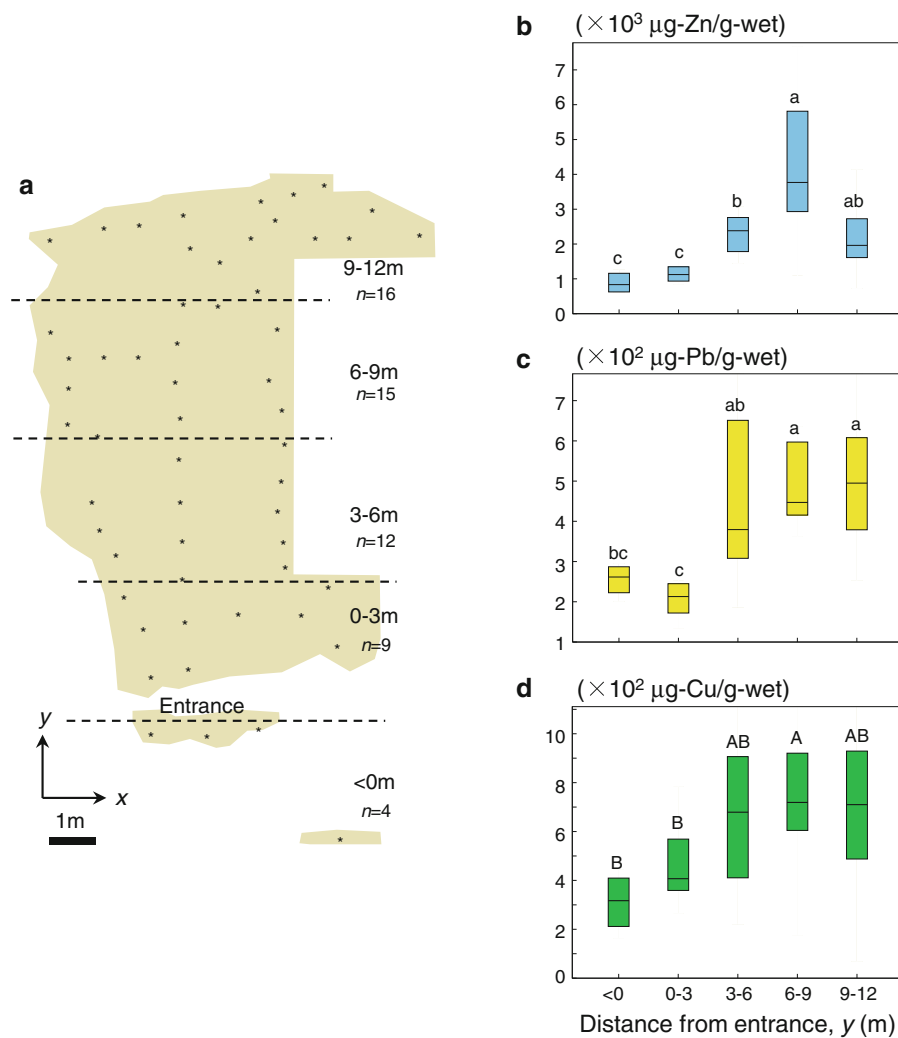 a
9-12m
n=16
6-9m
n=15
3-6m
n=12
0-3m
n=9
Entrance
y
x
1m
<0m
n=4
b (×10³ µg-Zn/g-wet)
7
6
5
4
3
2
1
0
c c b a ab
c (×10² µg-Pb/g-wet)
7
6
5
4
3
2
1
bc c ab a a
d (×10² µg-Cu/g-wet)
10
8
6
4
2
0
B B AB A AB
<0 0-3 3-6 6-9 9-12
Distance from entrance, y (m)